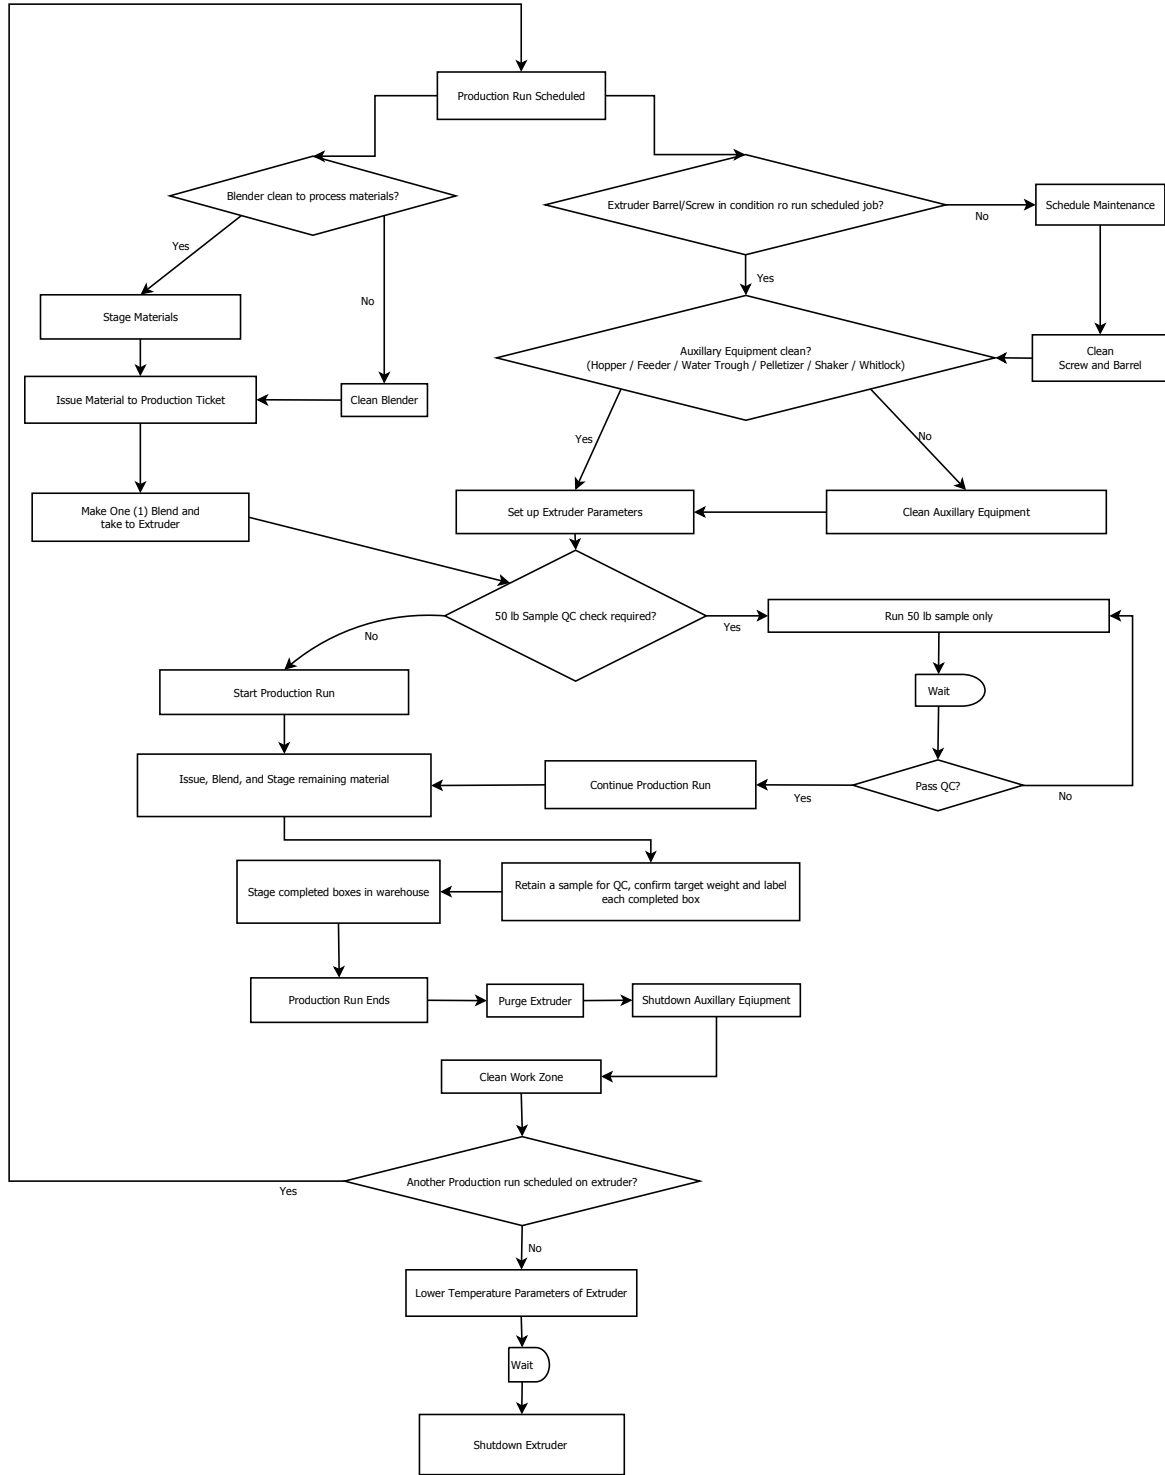 Production Run Scheduled
Blender clean to process materials?
Extruder Barrel/Screw in condition ro run scheduled job?
No
Schedule Maintenance
Yes
Yes
No
Stage Materials
Auxillary Equipment clean?
(Hopper / Feeder / Water Trough / Pelletizer / Shaker / Whitlock)
Clean
Screw and Barrel
Issue Material to Production Ticket
Clean Blender
Yes
No
Make One (1) Blend and
take to Extruder
Set up Extruder Parameters
Clean Auxillary Equipment
50 lb Sample QC check required?
Yes
Run 50 lb sample only
No
Start Production Run
Wait
Issue, Blend, and Stage remaining material
Continue Production Run
Yes
Pass QC?
No
Stage completed boxes in warehouse
Retain a sample for QC, confirm target weight and label
each completed box
Production Run Ends
Purge Extruder
Shutdown Auxillary Eqiupment
Clean Work Zone
Another Production run scheduled on extruder?
Yes
No
Lower Temperature Parameters of Extruder
Wait
Shutdown Extruder